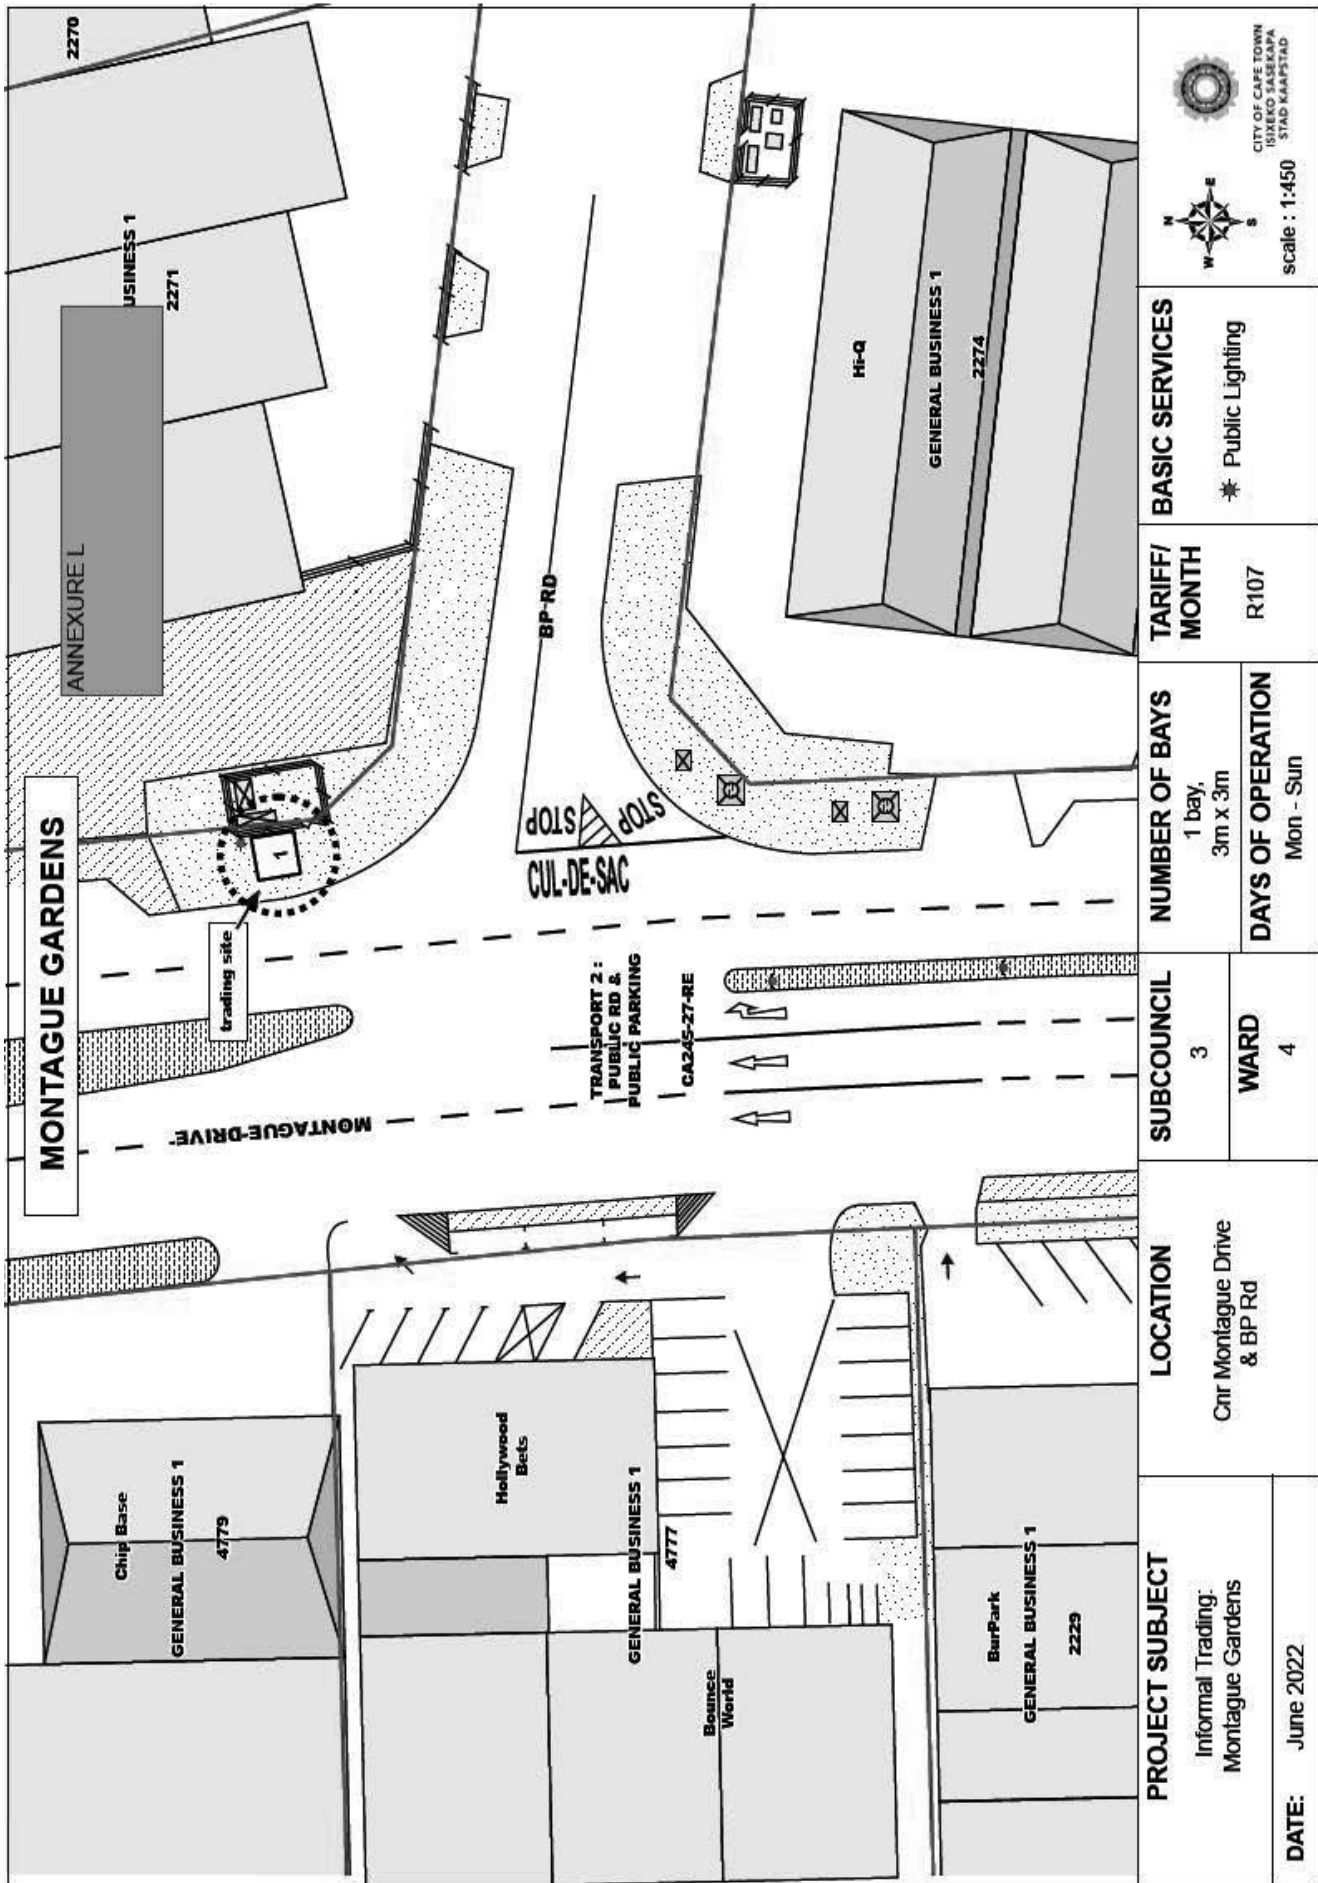 MONTAGUE GARDENS
ANNEXURE L
2270
USINESS 1
2271
trading site
1
Chip Base
GENERAL BUSINESS 1
4779
MONTAGUE-DRIVE-
BP-RD
STOP
STOP
CUL-DE-SAC
Hollywood
Bets
GENERAL BUSINESS 1
4777
Bounce
World
TRANSPORT 2 :
PUBLIC RD &
PUBLIC PARKING
CA245-27-RE
Hi-Q
GENERAL BUSINESS 1
2274
BurPark
GENERAL BUSINESS 1
2229
PROJECT SUBJECT
Informal Trading:
Montague Gardens
DATE: June 2022
LOCATION
Cnr Montague Drive
& BP Rd
SUBCOUNCIL
3
WARD
4
NUMBER OF BAYS
1 bay,
3m x 3m
DAYS OF OPERATION
Mon - Sun
TARIFF/
MONTH
R107
BASIC SERVICES
Public Lighting
N
W
E
S
scale : 1:450
CITY OF CAPE TOWN
ISIXEKO SASEKAPA
STAD KAAPSTAD